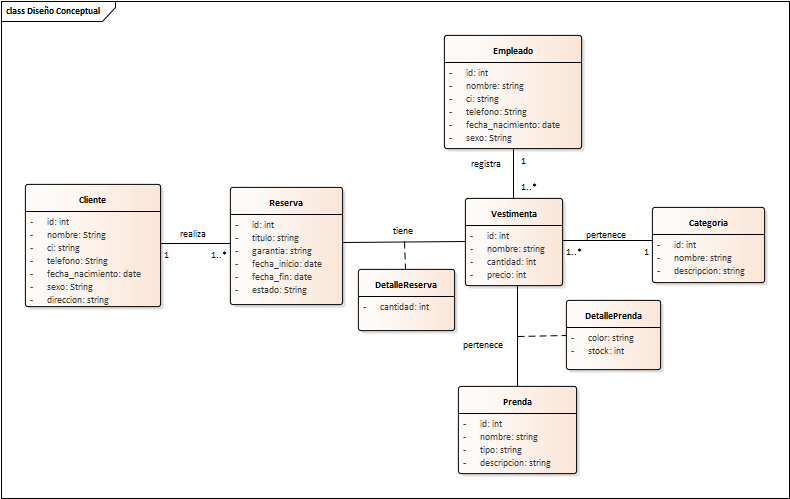 class Diseño Conceptual
Empleado
- id: int
- nombre: string
- ci: string
- telefono: String
- fecha_nacimiento: date
- sexo: String
registra
1
1..*
Cliente
- id: int
- nombre: String
- ci: string
- telefono: String
- fecha_nacimiento: date
- sexo: String
- direccion: string
realiza
1
1..*
Reserva
- id: int
- titulo: string
- garantia: string
- fecha_inicio: date
- fecha_fin: date
- estado: String
tiene
DetalleReserva
- cantidad: int
Vestimenta
- id: int
- nombre: string
- cantidad: int
- precio: int
pertenece
1..*
1
Categoria
- id: int
- nombre: string
- descripcion: string
DetallePrenda
- color: string
- stock: int
pertenece
Prenda
- id: int
- nombre: string
- tipo: string
- descripcion: string